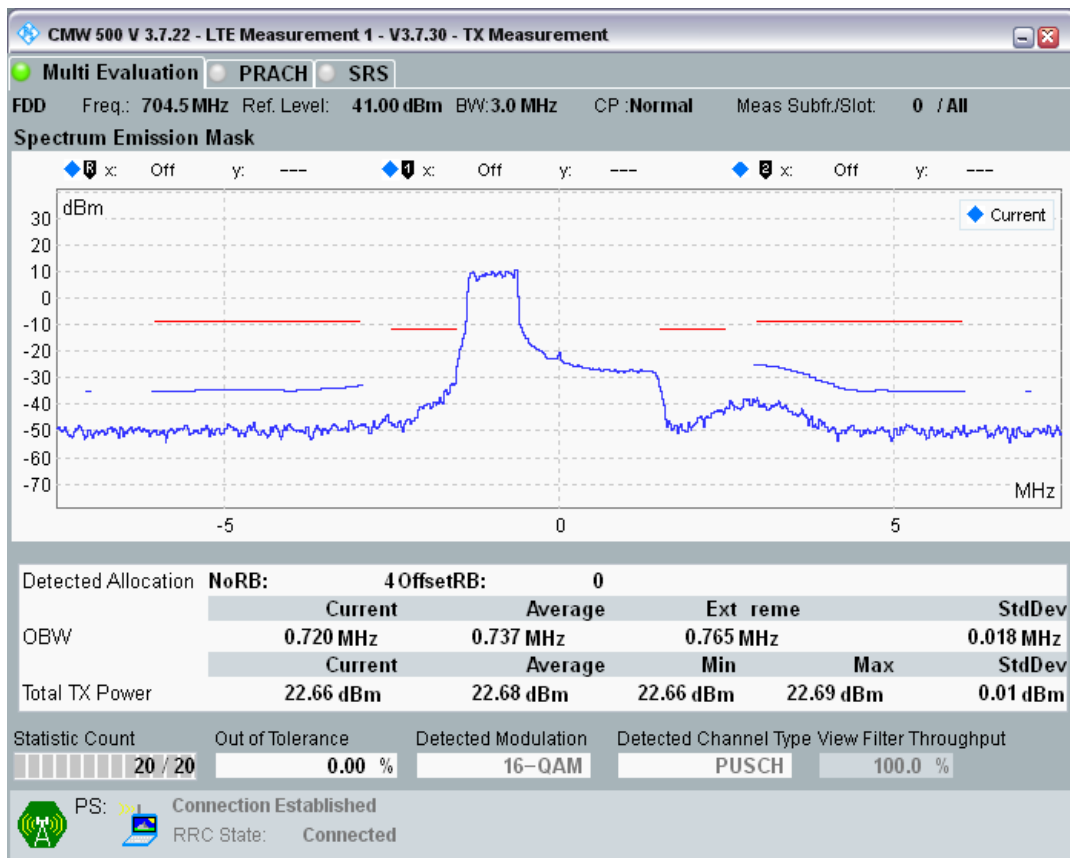 CMW 500 V 3.7.22 - LTE Measurement 1 - V3.7.30 - TX Measurement
Multi Evaluation PRACH SRS
FDD Freq.: 704.5 MHz Ref. Level: 41.00 dBm BW:3.0 MHz CP :Normal Meas Subfr./Slot: 0 / All
Spectrum Emission Mask
R x: Off y: --- 1 x: Off y: --- 2 x: Off y: ---
dBm
Current
30
20
10
0
-10
-20
-30
-40
-50
-60
-70
MHz
-5 0 5
Detected Allocation NoRB: 4 OffsetRB: 0
Current Average Ext reme StdDev
OBW 0.720 MHz 0.737 MHz 0.765 MHz 0.018 MHz
Current Average Min Max StdDev
Total TX Power 22.66 dBm 22.68 dBm 22.66 dBm 22.69 dBm 0.01 dBm
Statistic Count Out of Tolerance Detected Modulation Detected Channel Type View Filter Throughput
20 / 20 0.00 % 16-QAM PUSCH 100.0 %
PS: Connection Established
RRC State: Connected